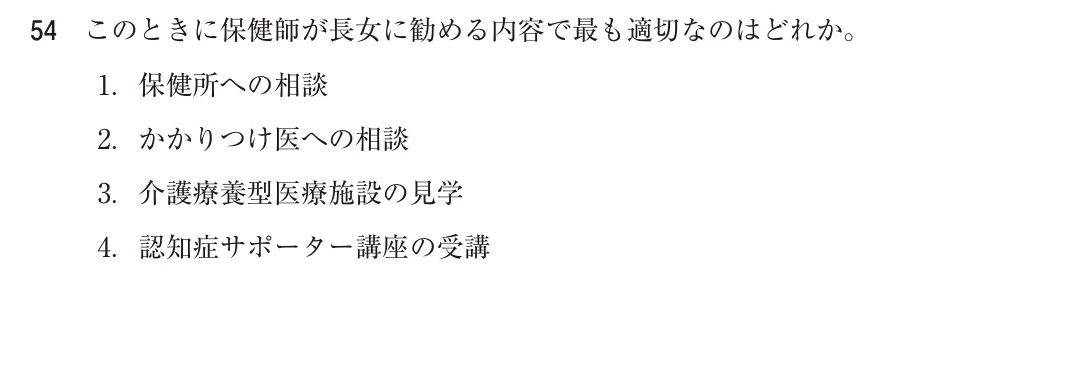 54 このときに保健師が長女に勧める内容で最も適切なのはどれか。
1. 保健所への相談
2. かかりつけ医への相談
3. 介護療養型医療施設の見学
4. 認知症サポーター講座の受講